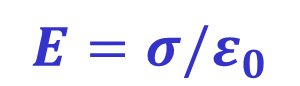 E = σ/ε₀